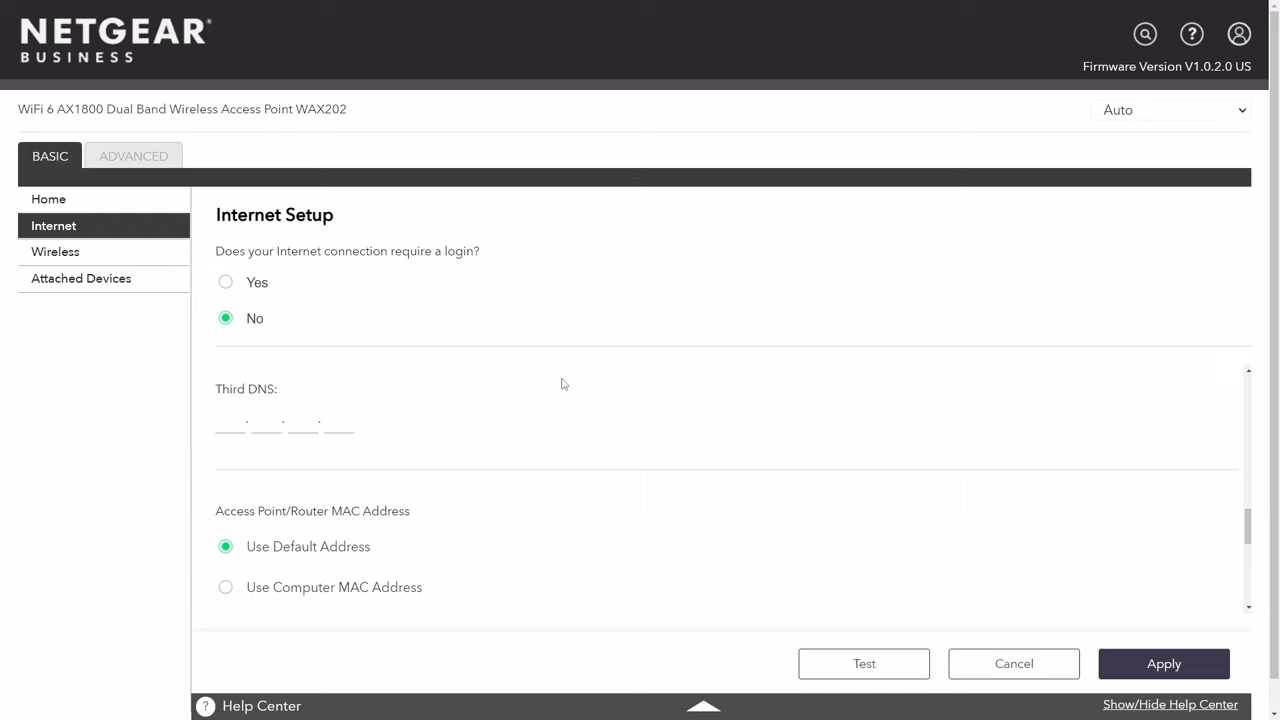 NETGEAR
BUSINESS
Firmware Version V1.0.2.0 US
WiFi 6 AX1800 Dual Band Wireless Access Point WAX202
Auto
BASIC
ADVANCED
Home
Internet
Wireless
Attached Devices
Internet Setup
Does your Internet connection require a login?
Yes
No
Third DNS:
Access Point/Router MAC Address
Use Default Address
Use Computer MAC Address
Test
Cancel
Apply
? Help Center
Show/Hide Help Center